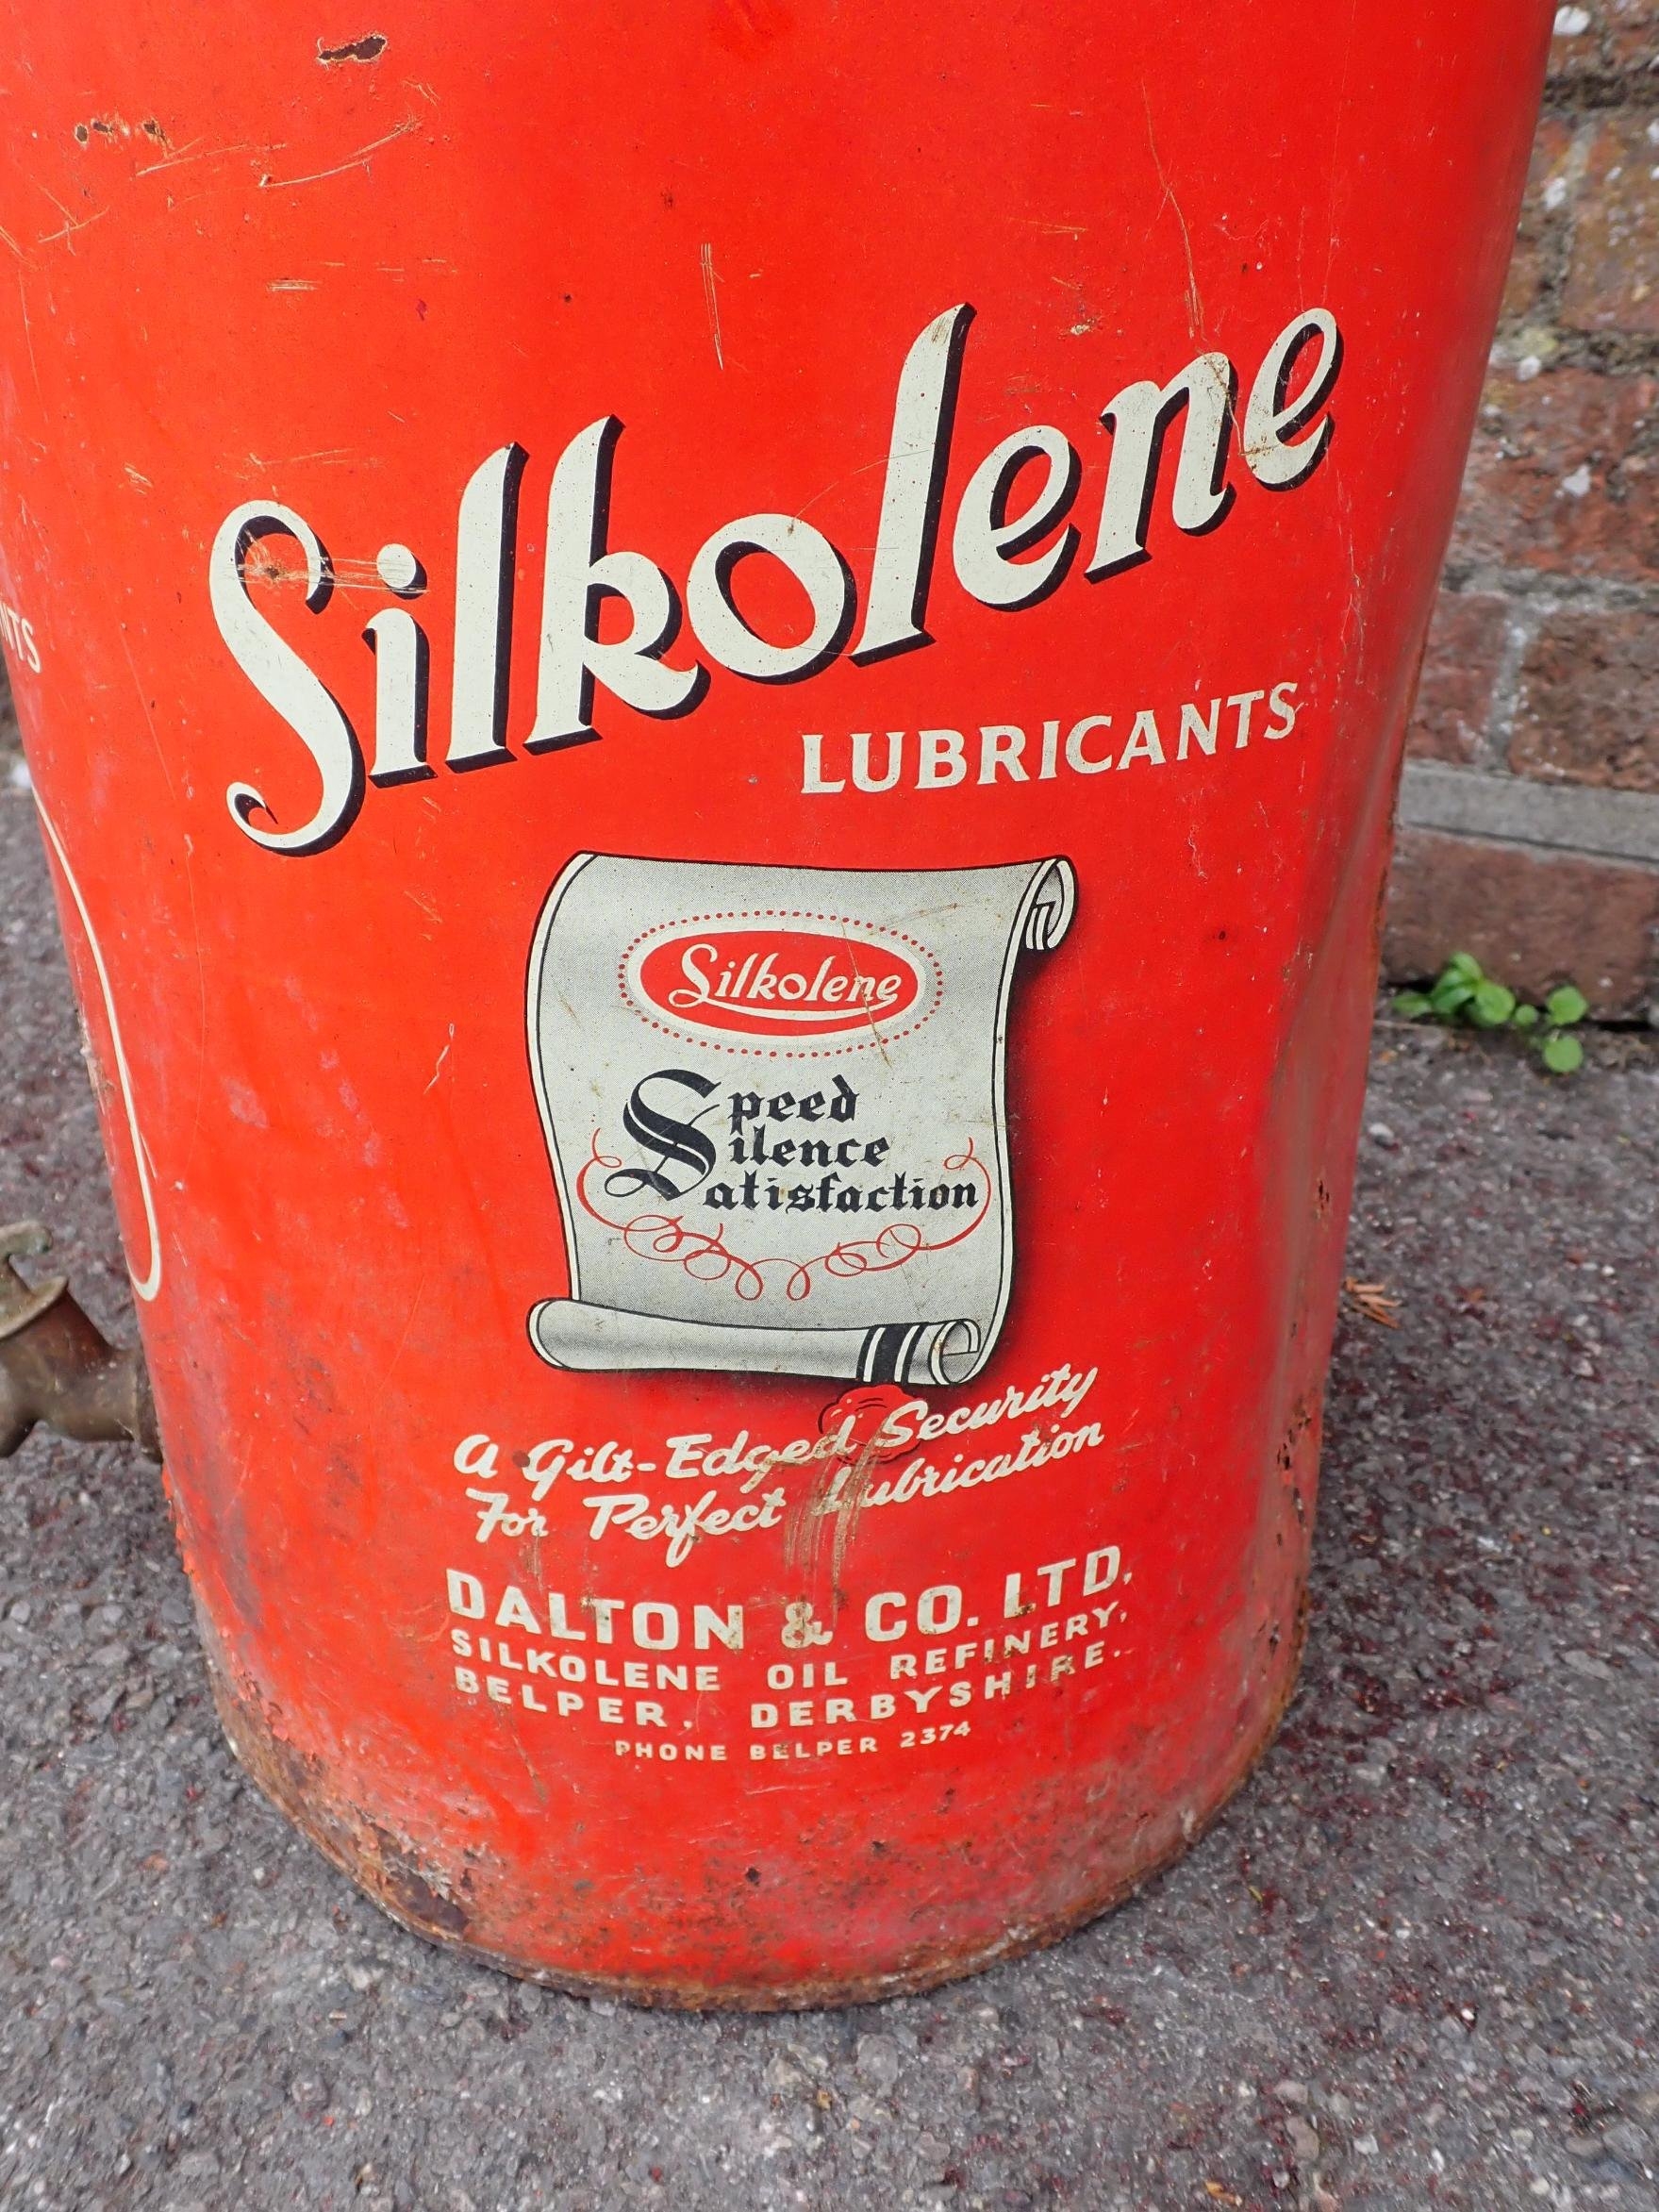 Silkolene
LUBRICANTS
NTS
Silkolene
Speed
Silence
Satisfaction
A Gilt-Edged Security
For Perfect Lubrication
DALTON & CO. LTD.
SILKOLENE OIL REFINERY,
BELPER, DERBYSHIRE.
PHONE BELPER 2374